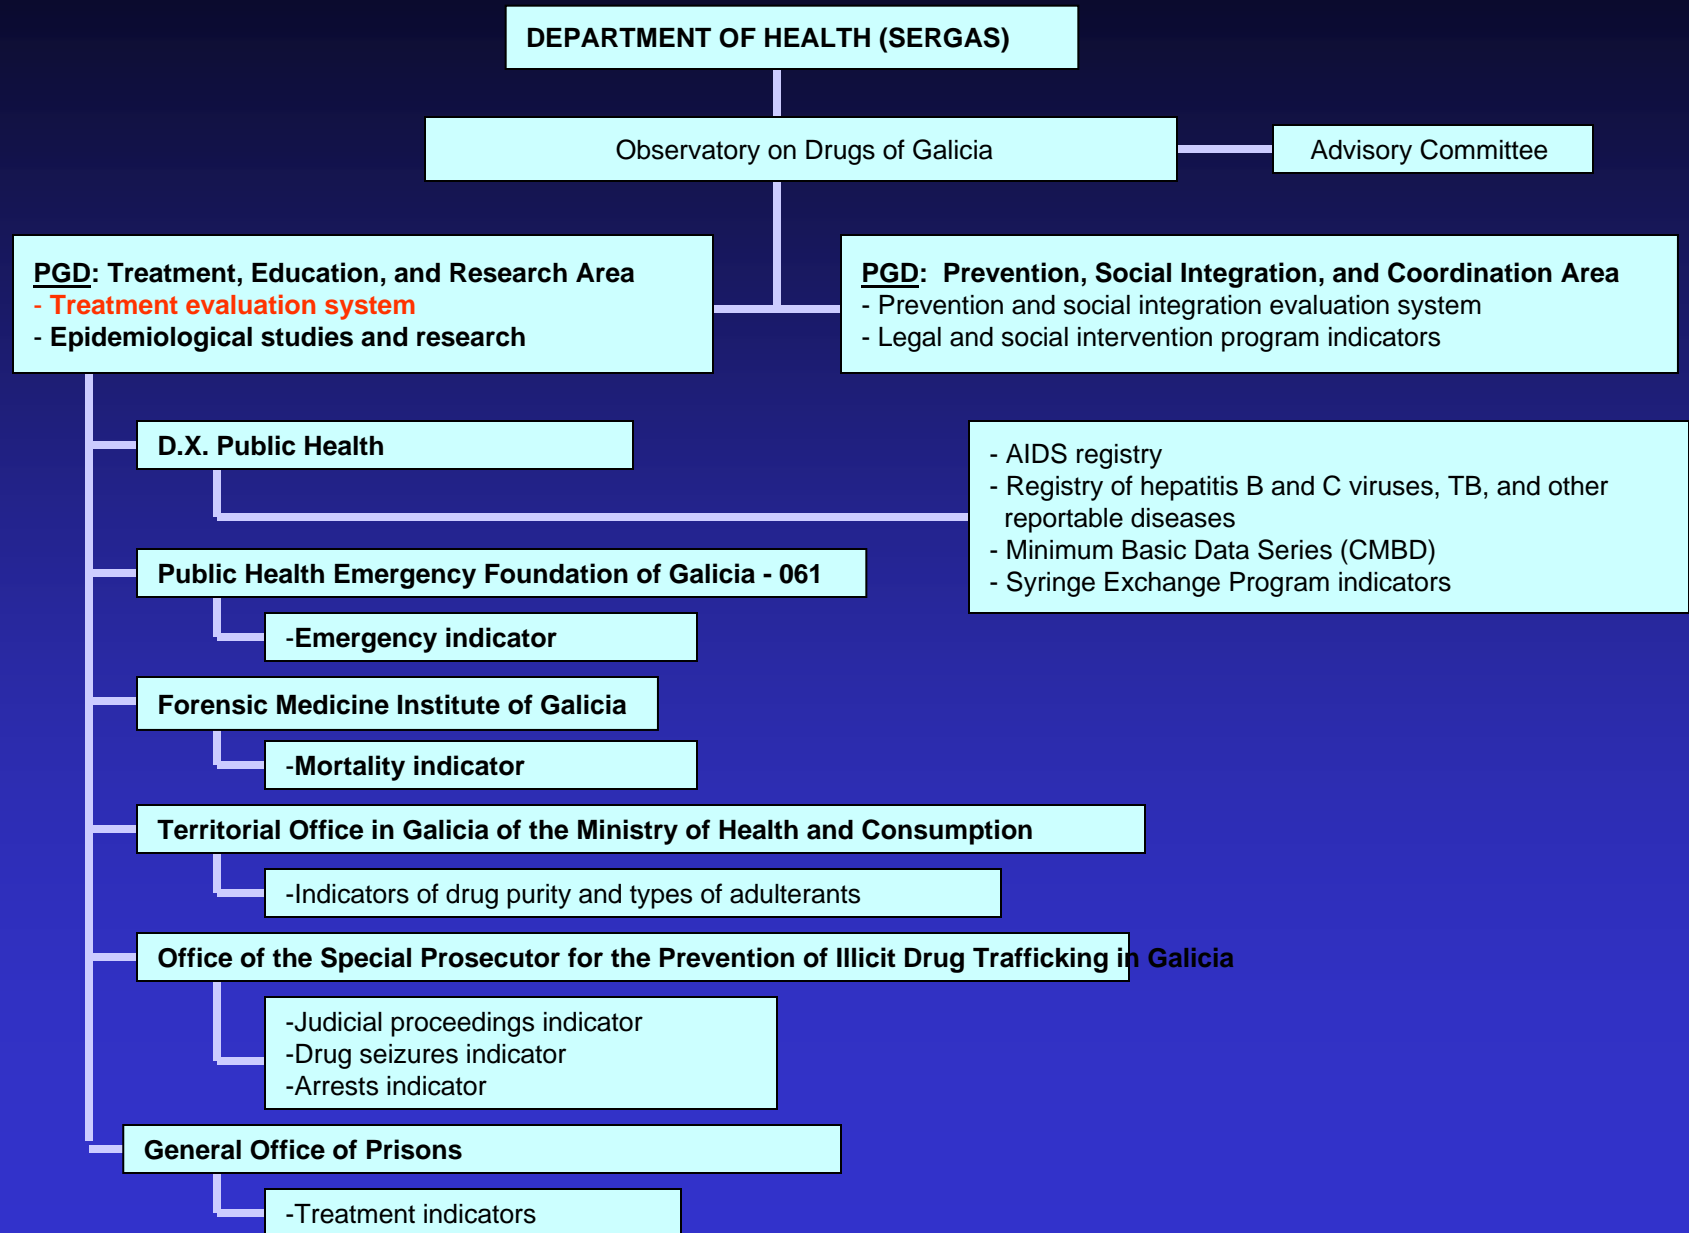 DEPARTMENT OF HEALTH (SERGAS)
Observatory on Drugs of Galicia
Advisory Committee
PGD: Treatment, Education, and Research Area
- Treatment evaluation system
- Epidemiological studies and research
PGD: Prevention, Social Integration, and Coordination Area
- Prevention and social integration evaluation system
- Legal and social intervention program indicators
D.X. Public Health
- AIDS registry
- Registry of hepatitis B and C viruses, TB, and other
reportable diseases
- Minimum Basic Data Series (CMBD)
- Syringe Exchange Program indicators
Public Health Emergency Foundation of Galicia - 061
-Emergency indicator
Forensic Medicine Institute of Galicia
-Mortality indicator
Territorial Office in Galicia of the Ministry of Health and Consumption
-Indicators of drug purity and types of adulterants
Office of the Special Prosecutor for the Prevention of Illicit Drug Trafficking in Galicia
-Judicial proceedings indicator
-Drug seizures indicator
-Arrests indicator
General Office of Prisons
-Treatment indicators